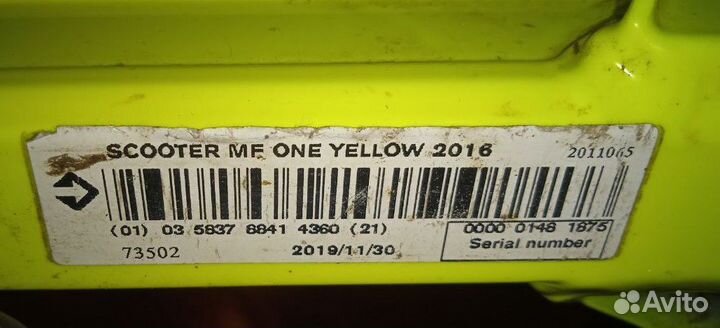 SCOOTER MF ONE YELLOW 2016 2011065
(01) 03 5837 8841 4360 (21) 0000 0148 1875
73502 2019/11/30 Serial number
Avito